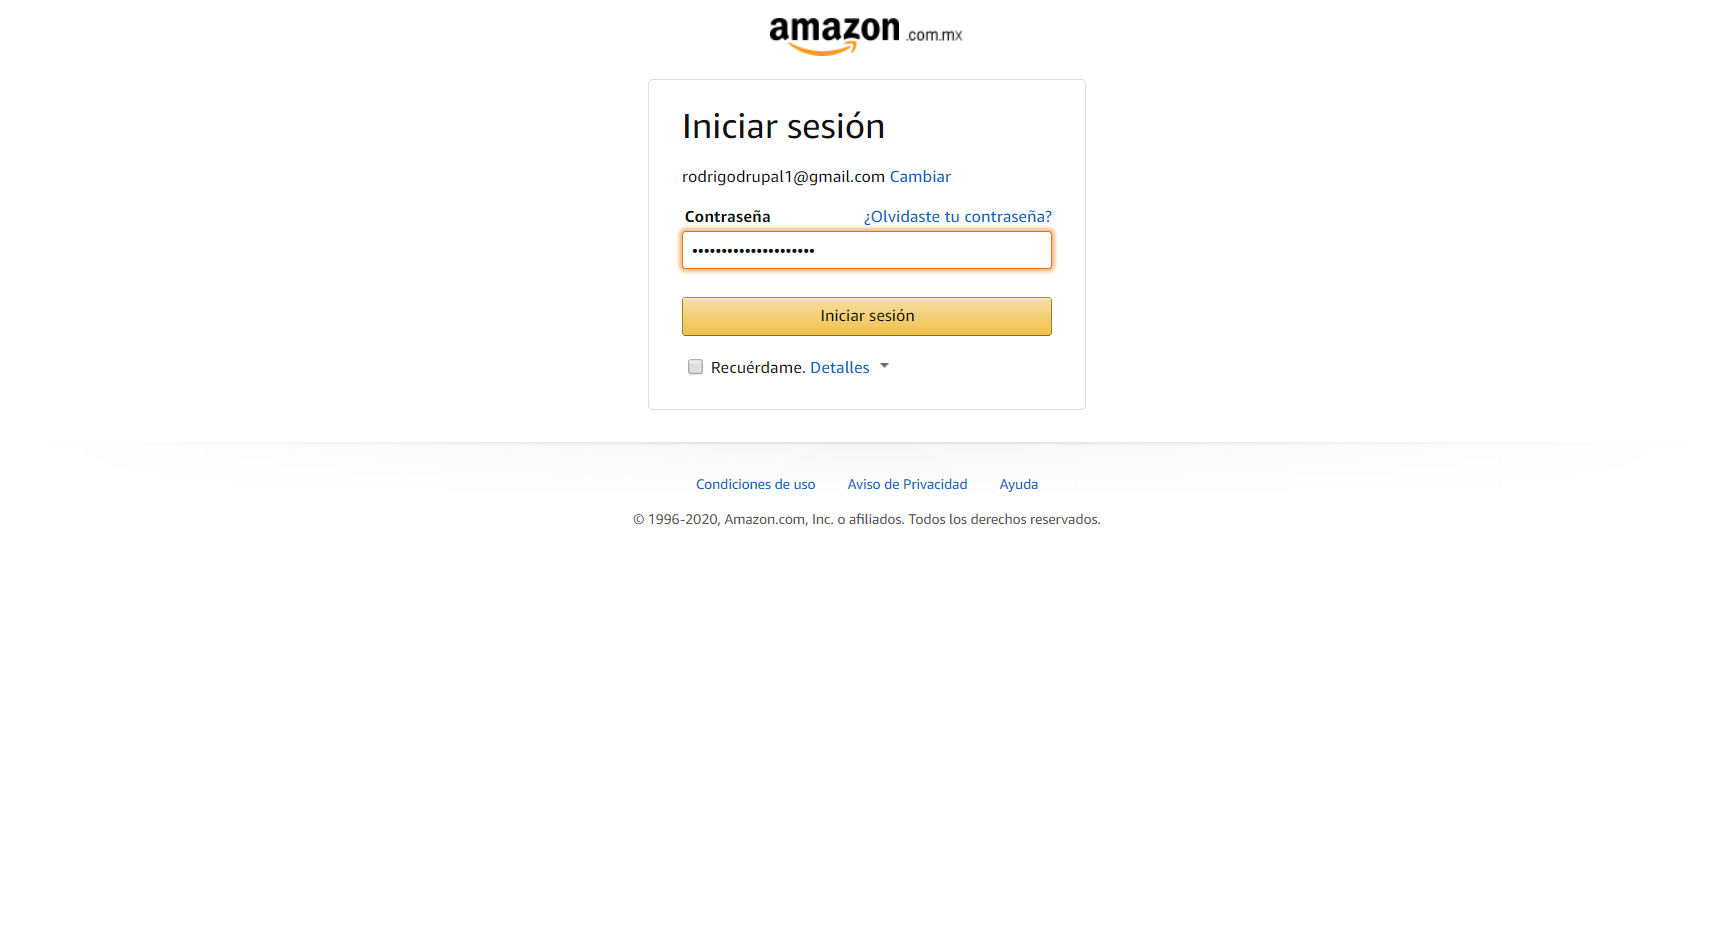 amazon.com.mx
Iniciar sesión
rodrigodrupal1@gmail.com Cambiar
Contraseña ¿Olvidaste tu contraseña?
•••••••••••••••••••••
Iniciar sesión
Recuérdame. Detalles
Condiciones de uso Aviso de Privacidad Ayuda
© 1996-2020, Amazon.com, Inc. o afiliados. Todos los derechos reservados.